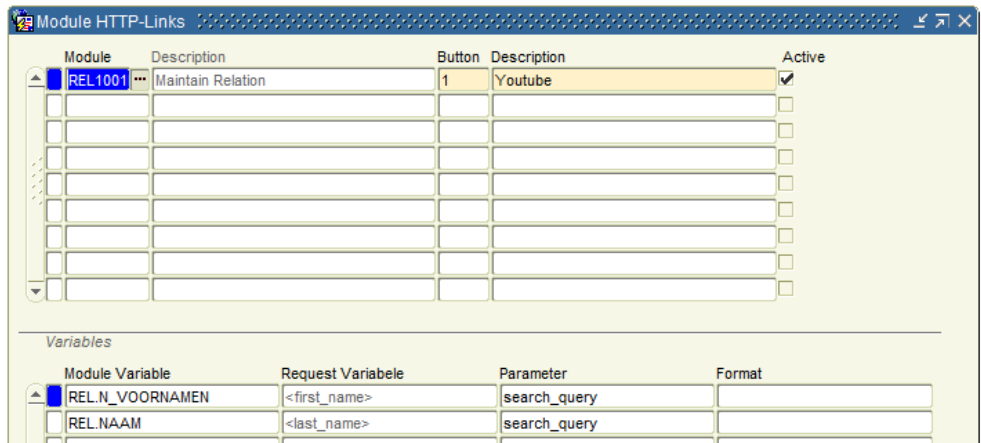 Module HTTP-Links
Module Description Button Description Active
REL1001 ... Maintain Relation 1 Youtube
Variables
Module Variable Request Variabele Parameter Format
REL.N_VOORNAMEN <first_name> search_query
REL.NAAM <last_name> search_query